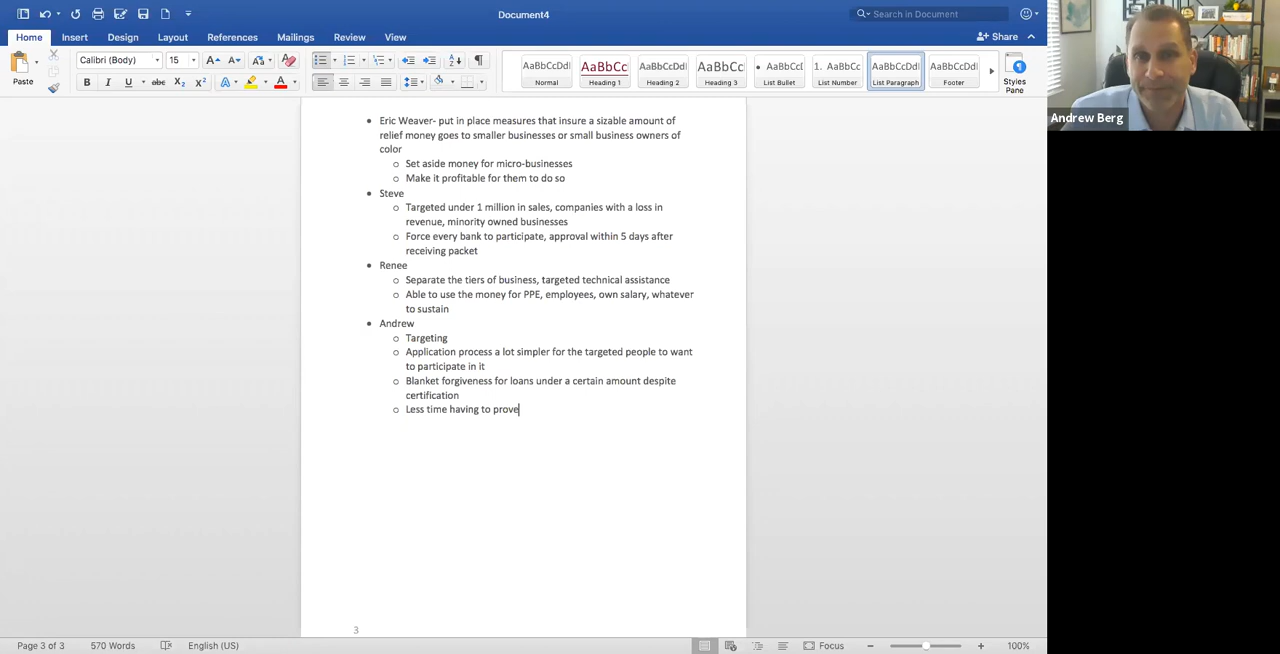 Document4
Search in Document
Home Insert Design Layout References Mailings Review View
Share
Paste
Calibri (Body) 15
AaBbCcDdI AaBbCc AaBbCcDdI AaBbCc AaBbC 1. AaBbCc AaBbCcDdI AaBbCcDdI
Normal Heading 1 Heading 2 Heading 3 List Bullet List Number List Paragraph Footer
Styles
Pane
Andrew Berg
• Eric Weaver- put in place measures that insure a sizable amount of
relief money goes to smaller businesses or small business owners of
color
o Set aside money for micro-businesses
o Make it profitable for them to do so
• Steve
o Targeted under 1 million in sales, companies with a loss in
revenue, minority owned businesses
o Force every bank to participate, approval within 5 days after
receiving packet
• Renee
o Separate the tiers of business, targeted technical assistance
o Able to use the money for PPE, employees, own salary, whatever
to sustain
• Andrew
o Targeting
o Application process a lot simpler for the targeted people to want
to participate in it
o Blanket forgiveness for loans under a certain amount despite
certification
o Less time having to prove
3
Page 3 of 3 570 Words English (US) Focus 100%